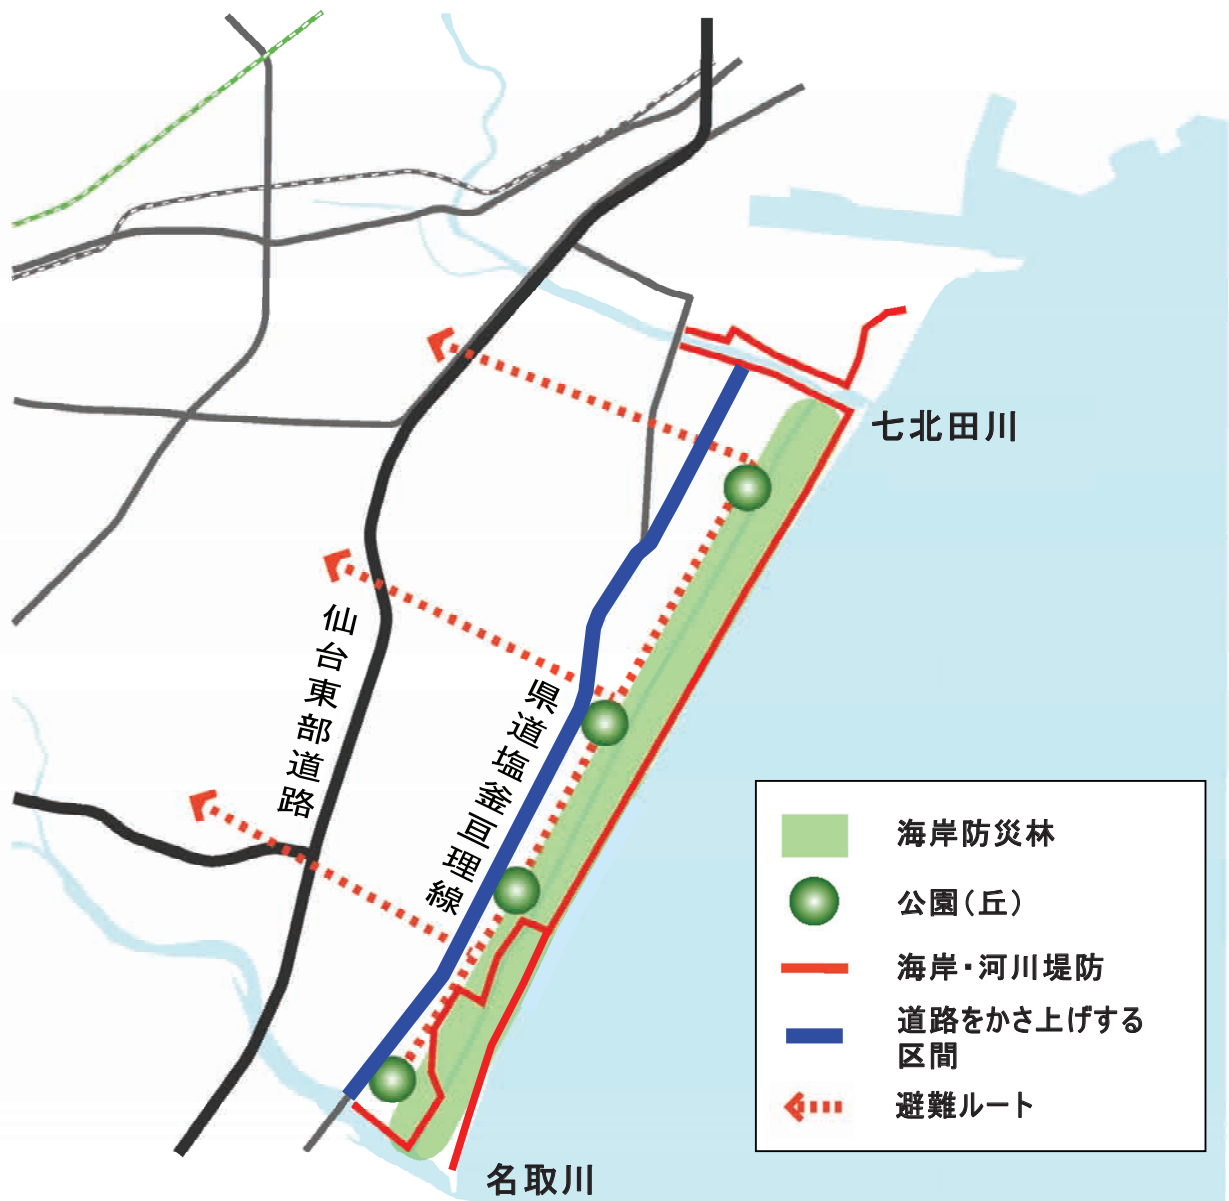 七北田川
仙台東部道路
県道塩釜亘理線
海岸防災林
公園(丘)
海岸・河川堤防
道路をかさ上げする
区間
避難ルート
名取川